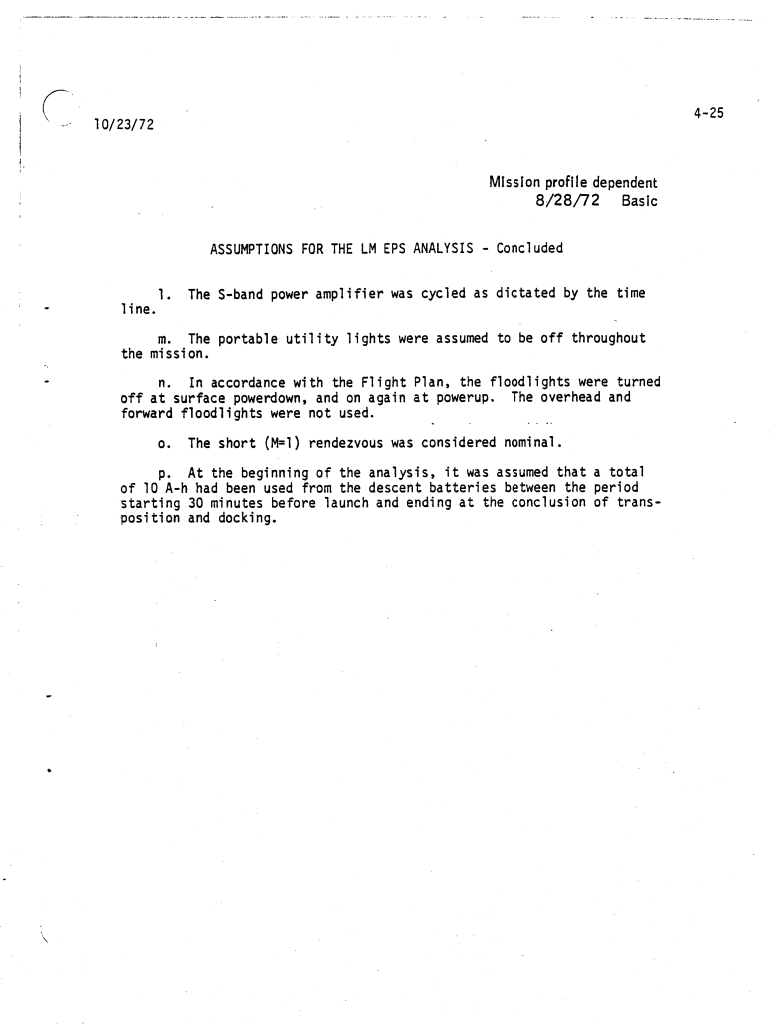 4-25
10/23/72
Mission profile dependent
8/28/72 Basic
ASSUMPTIONS FOR THE LM EPS ANALYSIS - Concluded
l. The S-band power amplifier was cycled as dictated by the time
line.
m. The portable utility lights were assumed to be off throughout
the mission.
n. In accordance with the Flight Plan, the floodlights were turned
off at surface powerdown, and on again at powerup. The overhead and
forward floodlights were not used.
o. The short (M=1) rendezvous was considered nominal.
p. At the beginning of the analysis, it was assumed that a total
of 10 A-h had been used from the descent batteries between the period
starting 30 minutes before launch and ending at the conclusion of trans-
position and docking.